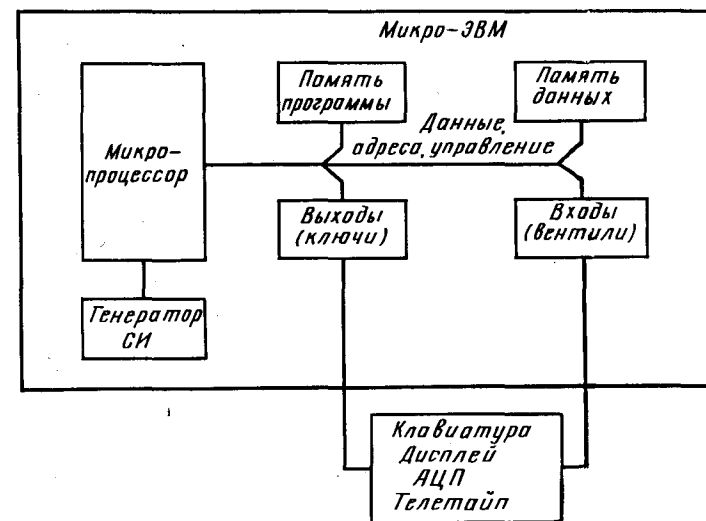 Микро-ЭВМ
Память
программы
Память
данных
Данные,
адреса, управление
Микро-
процессор
Выходы
(ключи)
Входы
(вентили)
Генератор
СИ
Клавиатура
Дисплей
АЦП
Телетайп